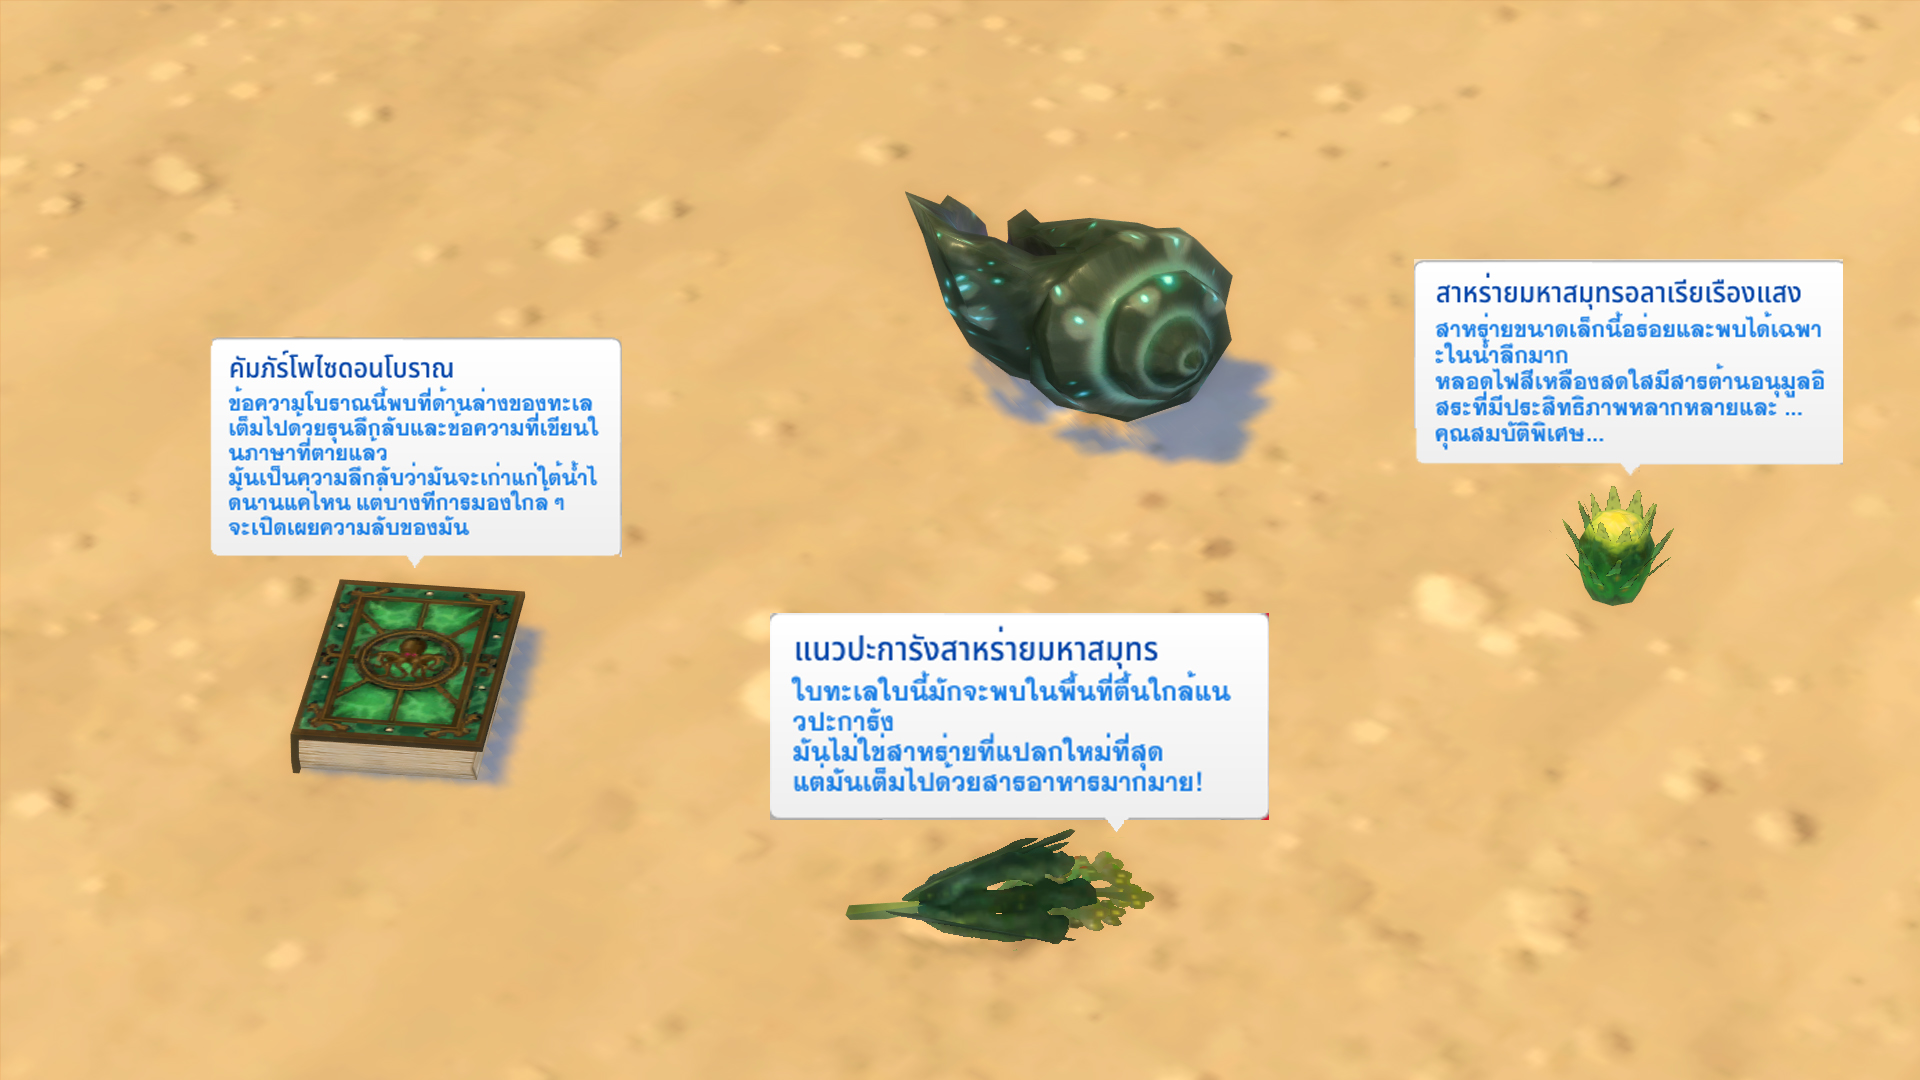 คัมภัร์โพไซดอนโบราณ
ข้อความโบราณนี้พบที่ด้านล่างของทะเล
เต็มไปด้วยรุนลึกลับและข้อความที่เขียนใ
นภาษาที่ตายแล้ว
มันเป็นความลึกลับว่ามันจะเก่าแก่ใต้น้ำไ
ด้นานแค่ไหน แต่บางทีการมองใกล้ ๆ
จะเปิดเผยความลับของมัน
แนวปะการังสาหร่ายมหาสมุทร
ใบทะเลใบนี้มักจะพบในพื้นที่ตื้นใกล้แน
วปะการัง
มันไม่ใช่สาหร่ายที่แปลกใหม่ที่สุด
แต่มันเต็มไปด้วยสารอาหารมากมาย!
สาหร่ายมหาสมุทรอลาเรียเรืองแสง
สาหร่ายขนาดเล็กนี้อร่อยและพบได้เฉพา
ะในน้ำลึกมาก
หลอดไฟสีเหลืองสดใสมีสารต้านอนุมูลอิ
สระที่มีประสิทธิภาพหลากหลายและ ...
คุณสมบัติพิเศษ...